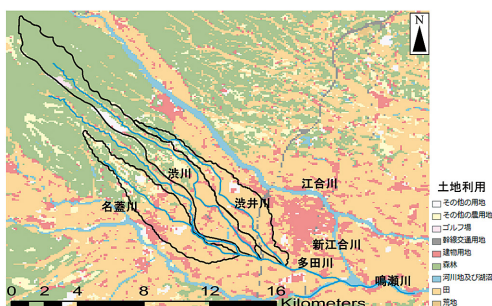 N
渋川
渋井川
江合川
名蓋川
新江合川
多田川
鳴瀬川
0 4 8 12 16
Kilometers
土地利用
その他の用地
その他の農用地
ゴルフ場
幹線交通用地
建物用地
森林
河川地及び湖沼
田
荒地